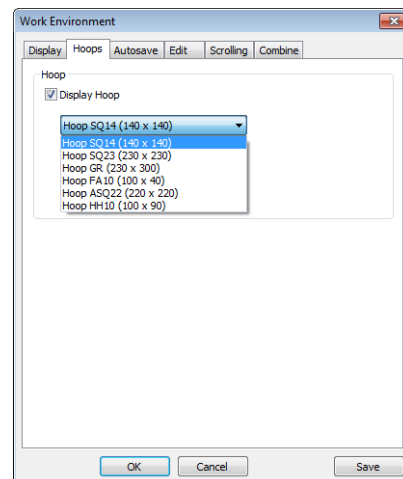 Work Environment
Display Hoops Autosave Edit Scrolling Combine
Hoop
Display Hoop
Hoop SQ14 (140 x 140)
Hoop SQ14 (140 x 140)
Hoop SQ23 (230 x 230)
Hoop GR (230 x 300)
Hoop FA10 (100 x 40)
Hoop ASQ22 (220 x 220)
Hoop HH10 (100 x 90)
OK Cancel Save